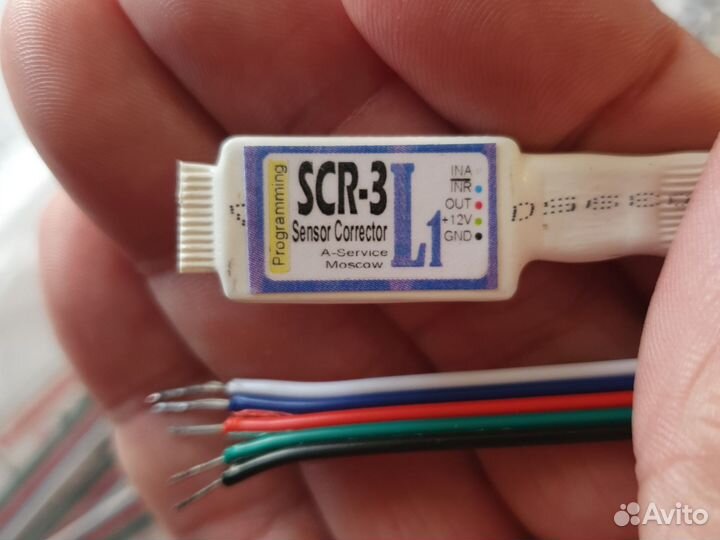 Programming
SCR-3
Sensor Corrector
A-Service
Moscow
L1
INA
INR
OUT
+12V
GND
Avito